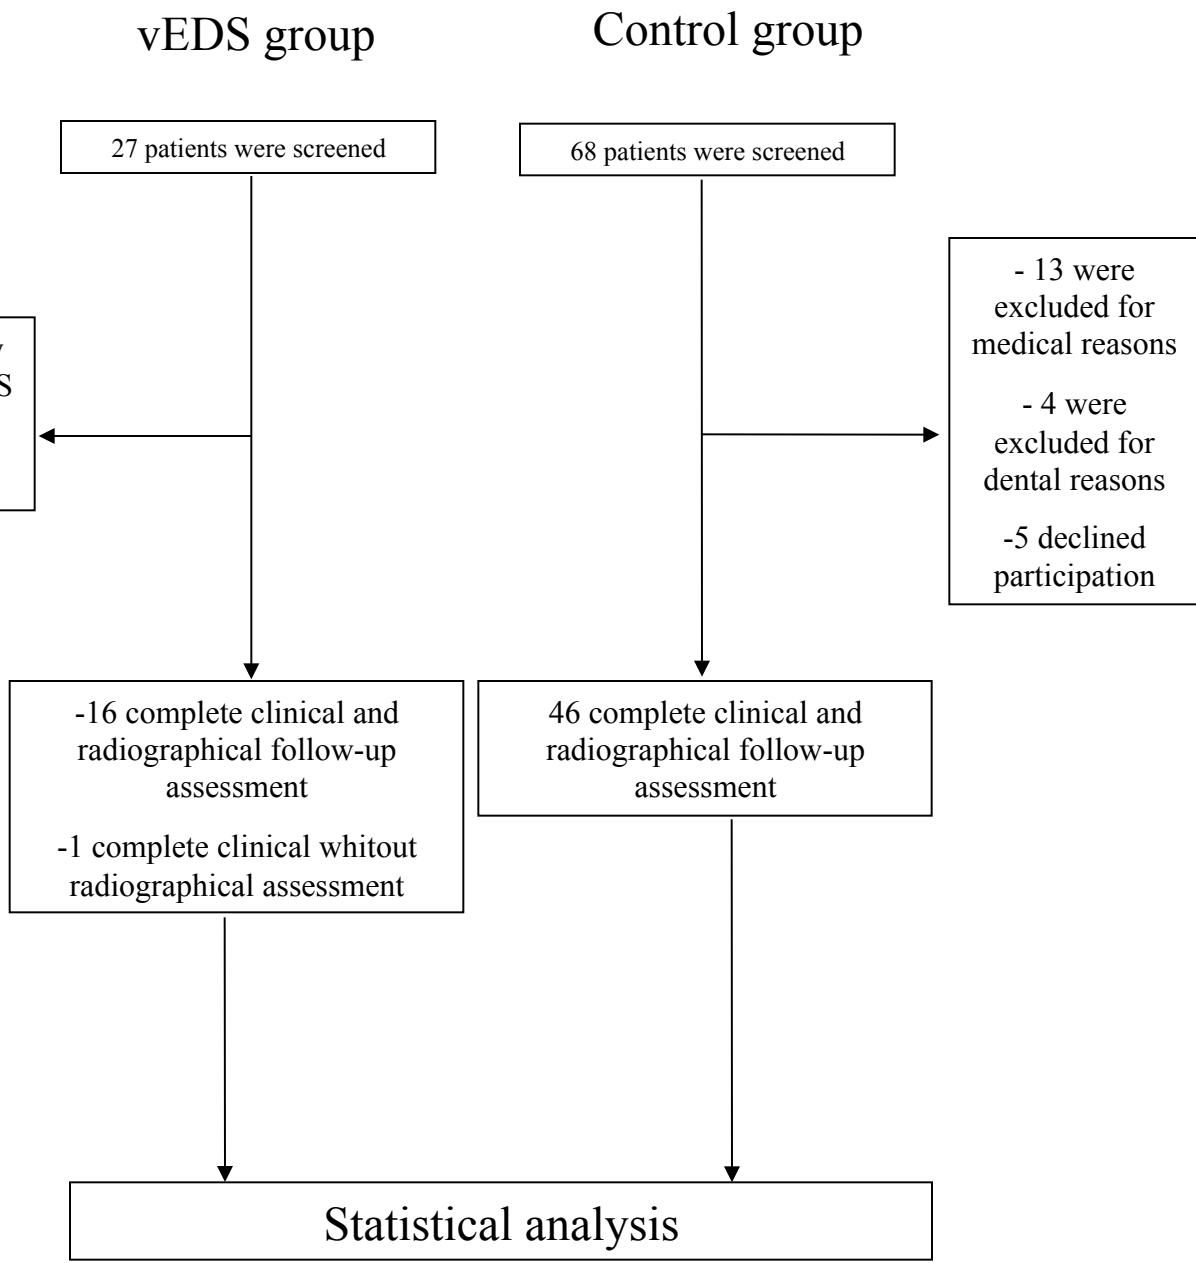 vEDS group
Control group
27 patients were screened
68 patients were screened
- 13 were
excluded for
medical reasons
- 4 were
excluded for
dental reasons
-5 declined
participation
-16 complete clinical and
radiographical follow-up
assessment
-1 complete clinical whitout
radiographical assessment
46 complete clinical and
radiographical follow-up
assessment
Statistical analysis